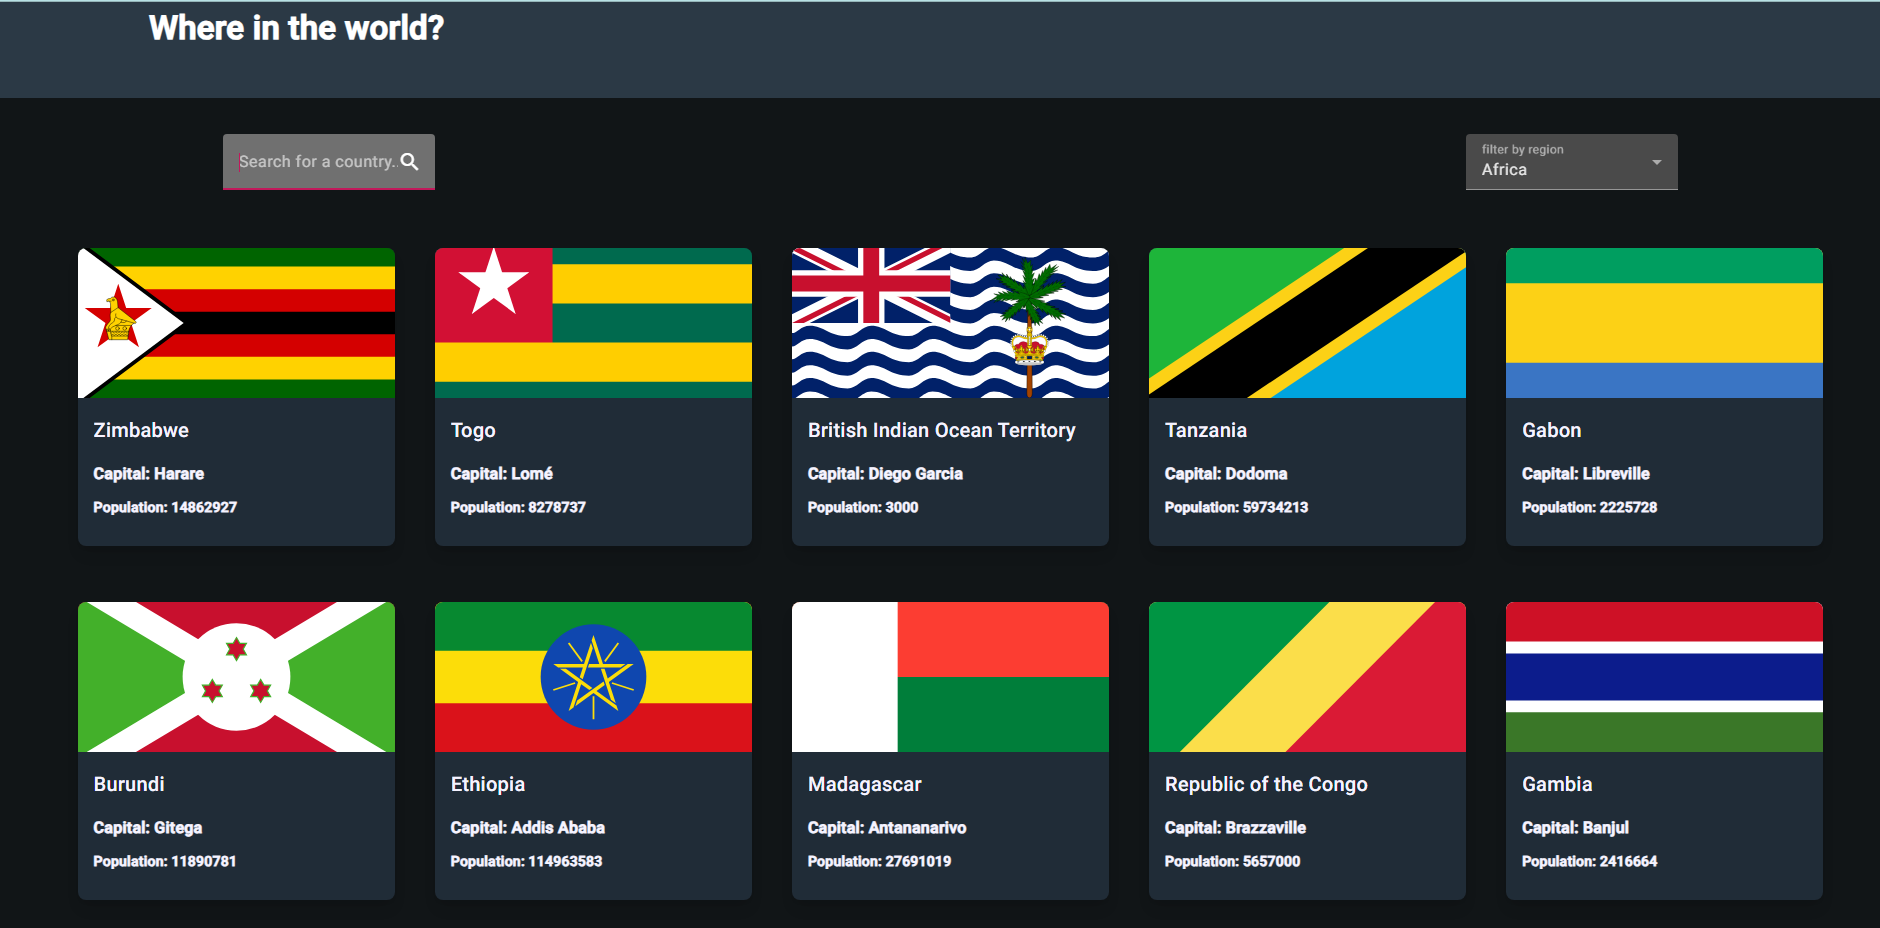 Where in the world?
Search for a country..
filter by region
Africa
Zimbabwe
Capital: Harare
Population: 14862927
Togo
Capital: Lomé
Population: 8278737
British Indian Ocean Territory
Capital: Diego Garcia
Population: 3000
Tanzania
Capital: Dodoma
Population: 59734213
Gabon
Capital: Libreville
Population: 2225728
Burundi
Capital: Gitega
Population: 11890781
Ethiopia
Capital: Addis Ababa
Population: 114963583
Madagascar
Capital: Antananarivo
Population: 27691019
Republic of the Congo
Capital: Brazzaville
Population: 5657000
Gambia
Capital: Banjul
Population: 2416664